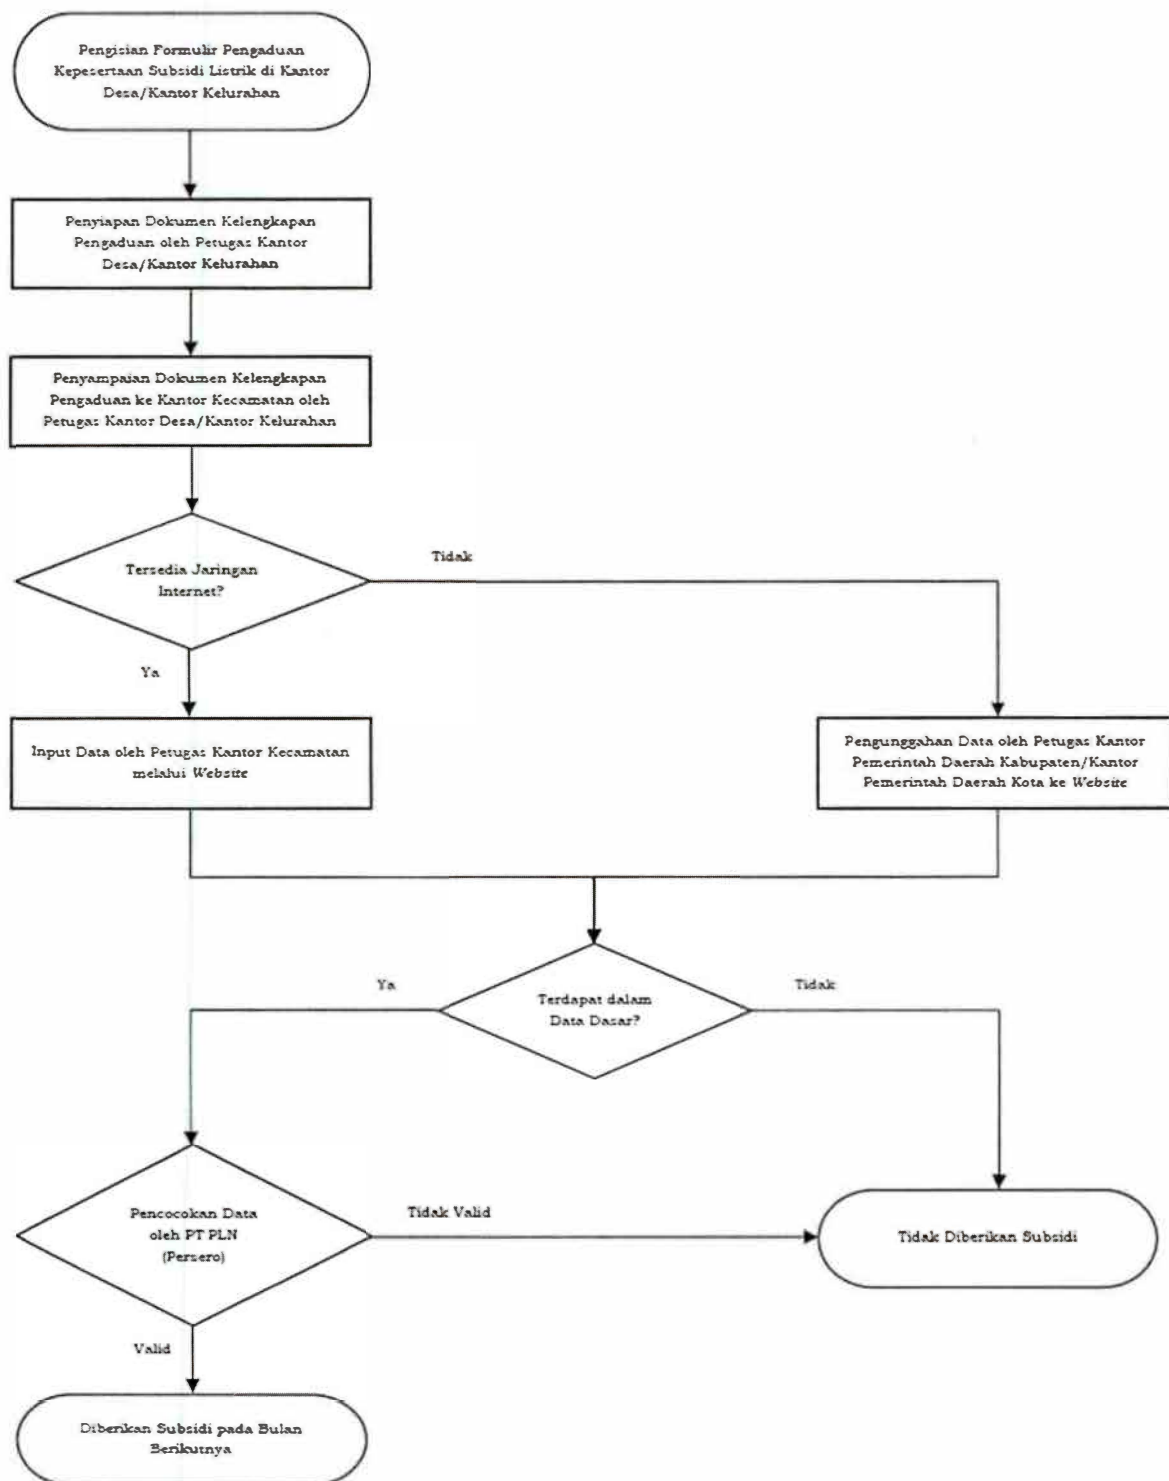 Pengisian Formulir Pengaduan
Kepesertaan Subsidi Listrik di Kantor
Desa/Kantor Kelurahan
Penyiapan Dokumen Kelengkapan
Pengaduan oleh Petugas Kantor
Desa/Kantor Kelurahan
Penyampaian Dokumen Kelengkapan
Pengaduan ke Kantor Kecamatan oleh
Petugas Kantor Desa/Kantor Kelurahan
Tersedia Jaringan
Internet?
Tidak
Ya
Input Data oleh Petugas Kantor Kecamatan
melalui Website
Pengunggahan Data oleh Petugas Kantor
Pemerintah Daerah Kabupaten/Kantor
Pemerintah Daerah Kota ke Website
Terdapat dalam
Data Dasar?
Ya
Tidak
Pencocokan Data
oleh PT PLN
(Persero)
Tidak Valid
Tidak Diberikan Subsidi
Valid
Diberikan Subsidi pada Bulan
Berikutnya